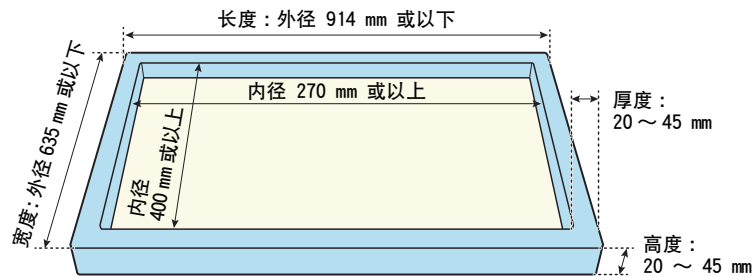 长度：外径 914 mm 或以下
宽度：外径 635 mm 或以下
内径 270 mm 或以上
内径
400 mm 或以上
厚度：
20 ～ 45 mm
高度：
20 ～ 45 mm